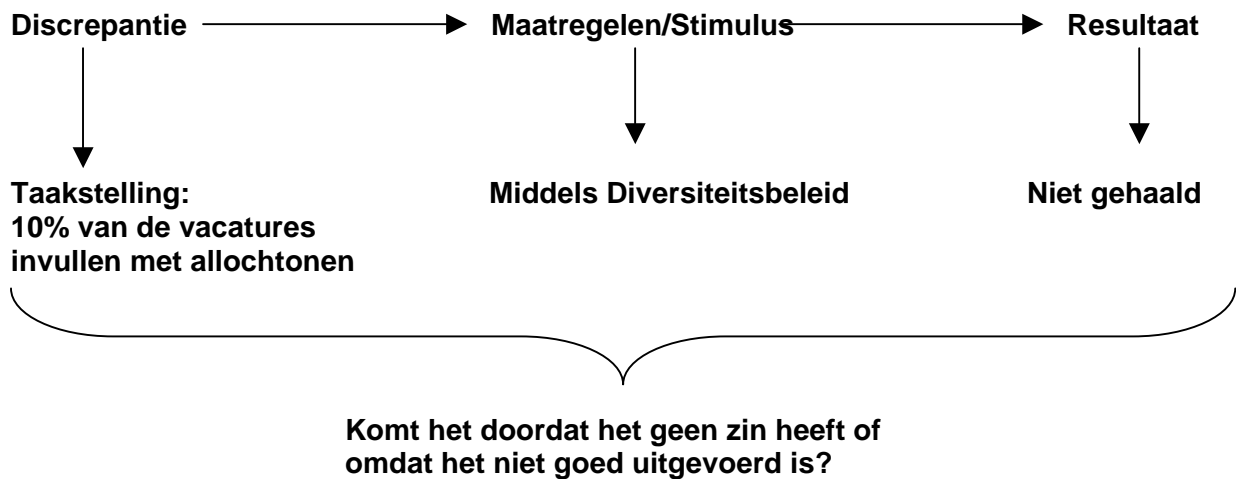 Discrepantie
Maatregelen/Stimulus
Resultaat
Taakstelling:
10% van de vacatures
invullen met allochtonen
Middels Diversiteitsbeleid
Niet gehaald
Komt het doordat het geen zin heeft of
omdat het niet goed uitgevoerd is?